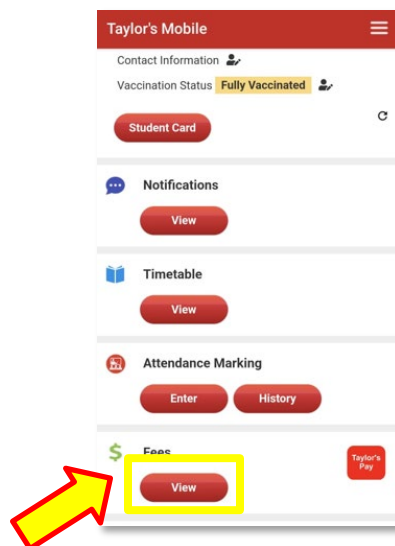 Taylor's Mobile
Contact Information
Vaccination Status Fully Vaccinated
Student Card
Notifications
View
Timetable
View
Attendance Marking
Enter History
Fees
Taylor's
Pay
View